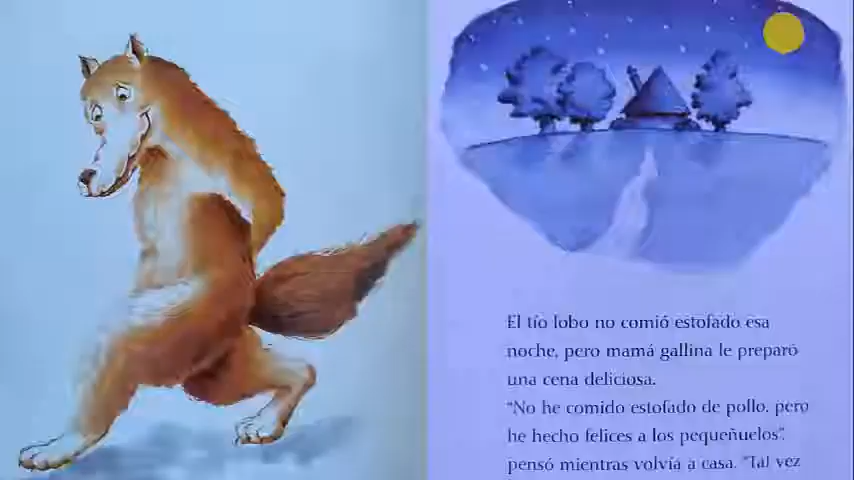 El tío lobo no comió estofado esa
noche, pero mamá gallina le preparó
una cena deliciosa.
“No he comido estofado de pollo, pero
he hecho felices a los pequeñuelos”,
pensó mientras volvía a casa. “Tal vez